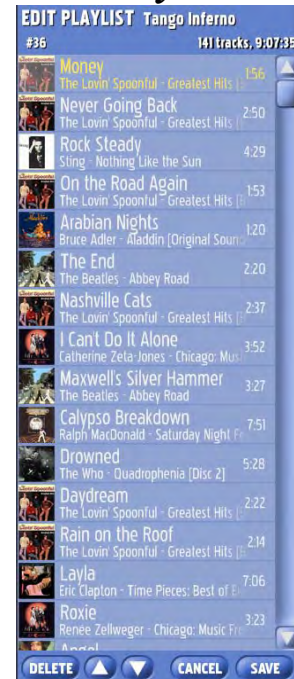 EDIT PLAYLIST Tango Inferno
#36 141 tracks, 9:07:35
Money
1:56
The Lovin' Spoonful - Greatest Hits [
Never Going Back
2:50
The Lovin' Spoonful - Greatest Hits [
Rock Steady
4:29
Sting - Nothing Like the Sun
On the Road Again
1:53
The Lovin' Spoonful - Greatest Hits [
Arabian Nights
1:20
Bruce Adler - Aladdin [Original Soun
The End
2:20
The Beatles - Abbey Road
Nashville Cats
2:37
The Lovin' Spoonful - Greatest Hits [
I Can't Do It Alone
3:52
Catherine Zeta-Jones - Chicago: Mus
Maxwell's Silver Hammer
3:27
The Beatles - Abbey Road
Calypso Breakdown
7:51
Ralph MacDonald - Saturday Night Fe
Drowned
5:28
The Who - Quadrophenia [Disc 2]
Daydream
2:22
The Lovin' Spoonful - Greatest Hits [
Rain on the Roof
2:14
The Lovin' Spoonful - Greatest Hits [
Layla
7:06
Eric Clapton - Time Pieces: Best of E
Roxie
3:23
Renée Zellweger - Chicago: Music Fro
Angel
DELETE CANCEL SAVE